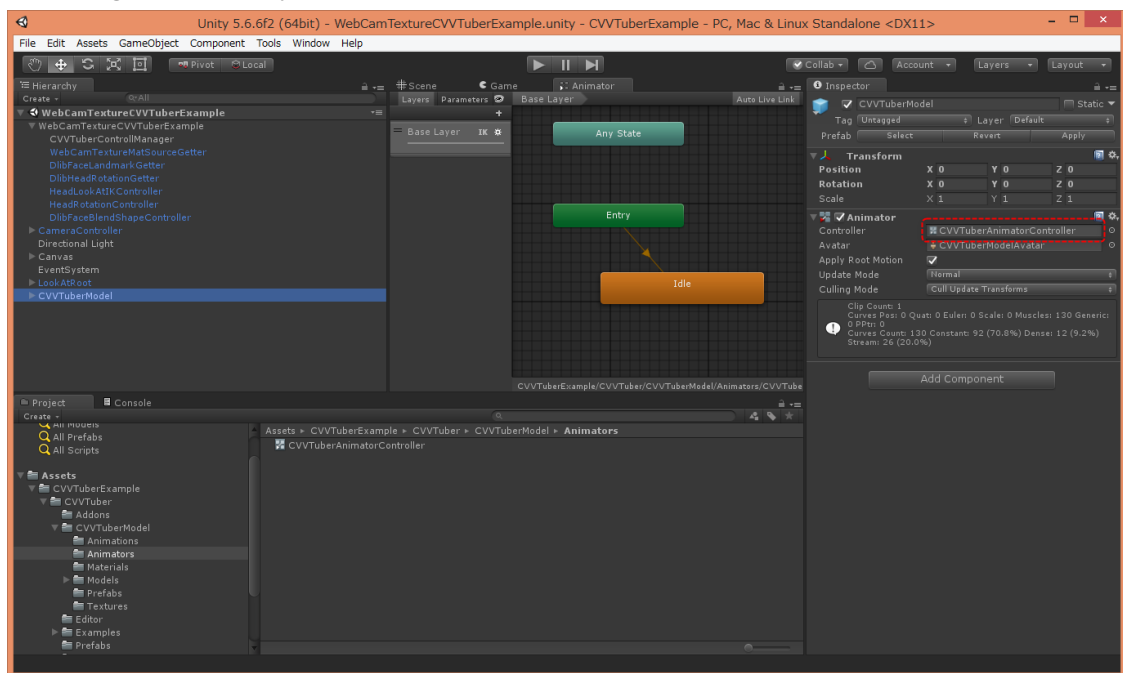 Unity 5.6.6f2 (64bit) - WebCamTextureCVVTuberExample.unity - CVVTuberExample - PC, Mac & Linux Standalone <DX11>
File Edit Assets GameObject Component Tools Window Help
Pivot Local Collab Account Layers Layout
Hierarchy
Create All
WebCamTextureCVVTuberExample
WebCamTextureCVVTuberExample
CVVTuberControllManager
WebCamTextureMatSourceGetter
DlibFaceLandmarkGetter
DlibHeadRotationGetter
HeadLookAtIKController
HeadRotationController
DlibFaceBlendShapeController
CameraController
Directional Light
Canvas
EventSystem
LookAtRoot
CVVTuberModel
Scene Game Animator
Layers Parameters Base Layer Auto Live Link
Base Layer IK
Any State
Entry
Idle
CVVTuberExample/CVVTuber/CVVTuberModel/Animators/CVVTube
Inspector
CVVTuberModel Static
Tag Untagged Layer Default
Prefab Select Revert Apply
Transform
Position X 0 Y 0 Z 0
Rotation X 0 Y 0 Z 0
Scale X 1 Y 1 Z 1
Animator
Controller CVVTuberAnimatorController
Avatar CVVTuberModelAvatar
Apply Root Motion
Update Mode Normal
Culling Mode Cull Update Transforms
Clip Count: 1
Curves Pos: 0 Quat: 0 Euler: 0 Scale: 0 Muscles: 130 Generic:
0 PPtr: 0
Curves Count: 130 Constant: 92 (70.8%) Dense: 12 (9.2%)
Stream: 26 (20.0%)
Add Component
Project Console
Create
All Models
All Prefabs
All Scripts
Assets
CVVTuberExample
CVVTuber
Addons
CVVTuberModel
Animations
Animators
Materials
Models
Prefabs
Textures
Editor
Examples
Prefabs
Assets CVVTuberExample CVVTuber CVVTuberModel Animators
CVVTuberAnimatorController